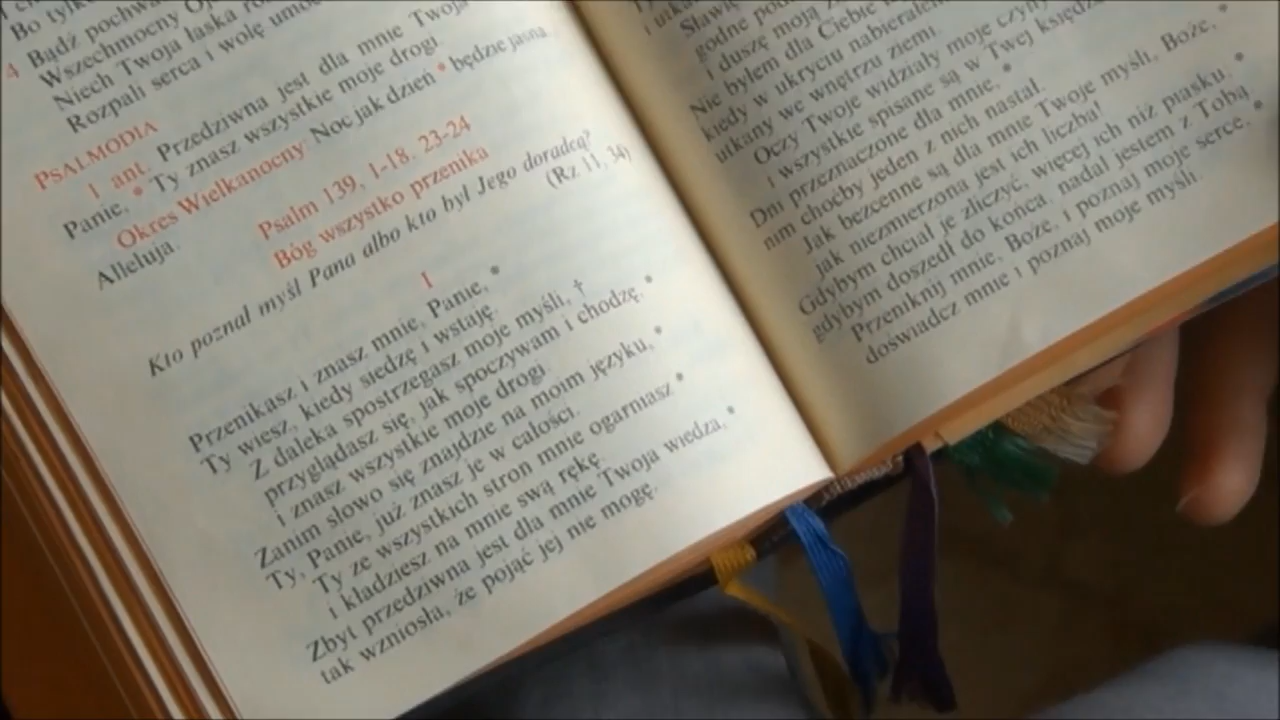 Bo tylko
4 Bądź pochwa
Wszechmocny Oj
Niech Twoja łaska ro
Rozpali serca i wolę umoc
PSALMODIA
1 ant. Przedziwna jest dla mnie Twoja
Panie, * Ty znasz wszystkie moje drogi.
Okres Wielkanocny Noc jak dzień * będzie jasna.
Alleluja.
Psalm 139, 1-18. 23-24
Bóg wszystko przenika
Kto poznał myśl Pana albo kto był Jego doradcą?
(Rz 11, 34)
I
Przenikasz i znasz mnie, Panie, *
Ty wiesz, kiedy siedzę i wstaję.
Z daleka spostrzegasz moje myśli, †
przyglądasz się, jak spoczywam i chodzę, *
i znasz wszystkie moje drogi.
Zanim słowo się znajdzie na moim języku, *
Ty, Panie, już znasz je w całości.
Ty ze wszystkich stron mnie ogarniasz *
i kładziesz na mnie swą rękę.
Zbyt przedziwna jest dla mnie Twoja wiedza, *
tak wzniosła, że pojąć jej nie mogę.
Sławię
godne pod
i duszę moją
Nie byłem dla Ciebie
kiedy w ukryciu nabierałem
utkany we wnętrzu ziemi.
Oczy Twoje widziały moje czyny
i wszystkie spisane są w Twej księdze
Dni przeznaczone dla mnie, *
nim choćby jeden z nich nastał.
Jak bezcenne są dla mnie Twoje myśli, Boże, *
jak niezmierzona jest ich liczba!
Gdybym chciał je zliczyć, więcej ich niż piasku, *
gdybym doszedł do końca, nadal jestem z Tobą.
Przeniknij mnie, Boże, i poznaj moje serce, *
doświadcz mnie i poznaj moje myśli.